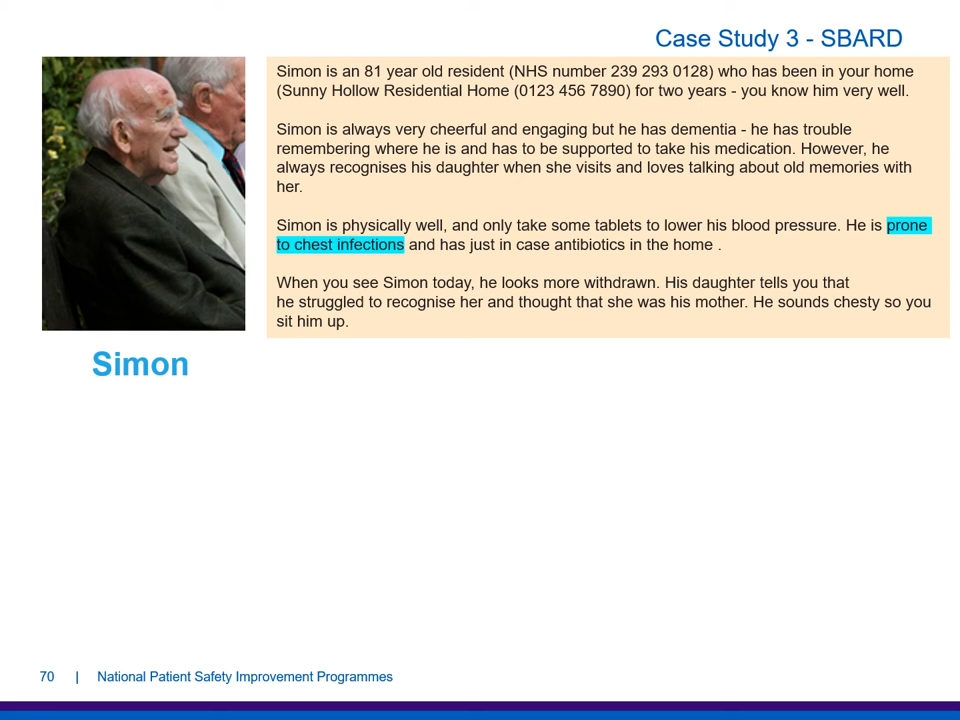 Case Study 3 - SBARD
Simon is an 81 year old resident (NHS number 239 293 0128) who has been in your home
(Sunny Hollow Residential Home (0123 456 7890) for two years - you know him very well.
Simon is always very cheerful and engaging but he has dementia - he has trouble
remembering where he is and has to be supported to take his medication. However, he
always recognises his daughter when she visits and loves talking about old memories with
her.
Simon is physically well, and only take some tablets to lower his blood pressure. He is prone
to chest infections and has just in case antibiotics in the home .
When you see Simon today, he looks more withdrawn. His daughter tells you that
he struggled to recognise her and thought that she was his mother. He sounds chesty so you
sit him up.
Simon
70 | National Patient Safety Improvement Programmes